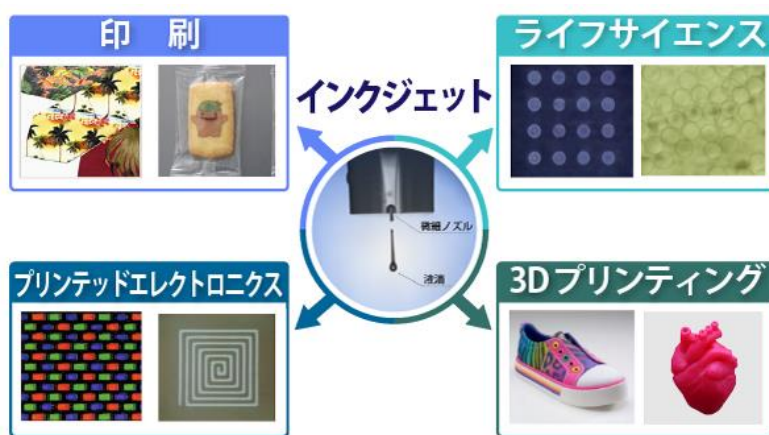 印 刷
ライフサイエンス
インクジェット
微細ノズル
液滴
プリンテッドエレクトロニクス
3Dプリンティング